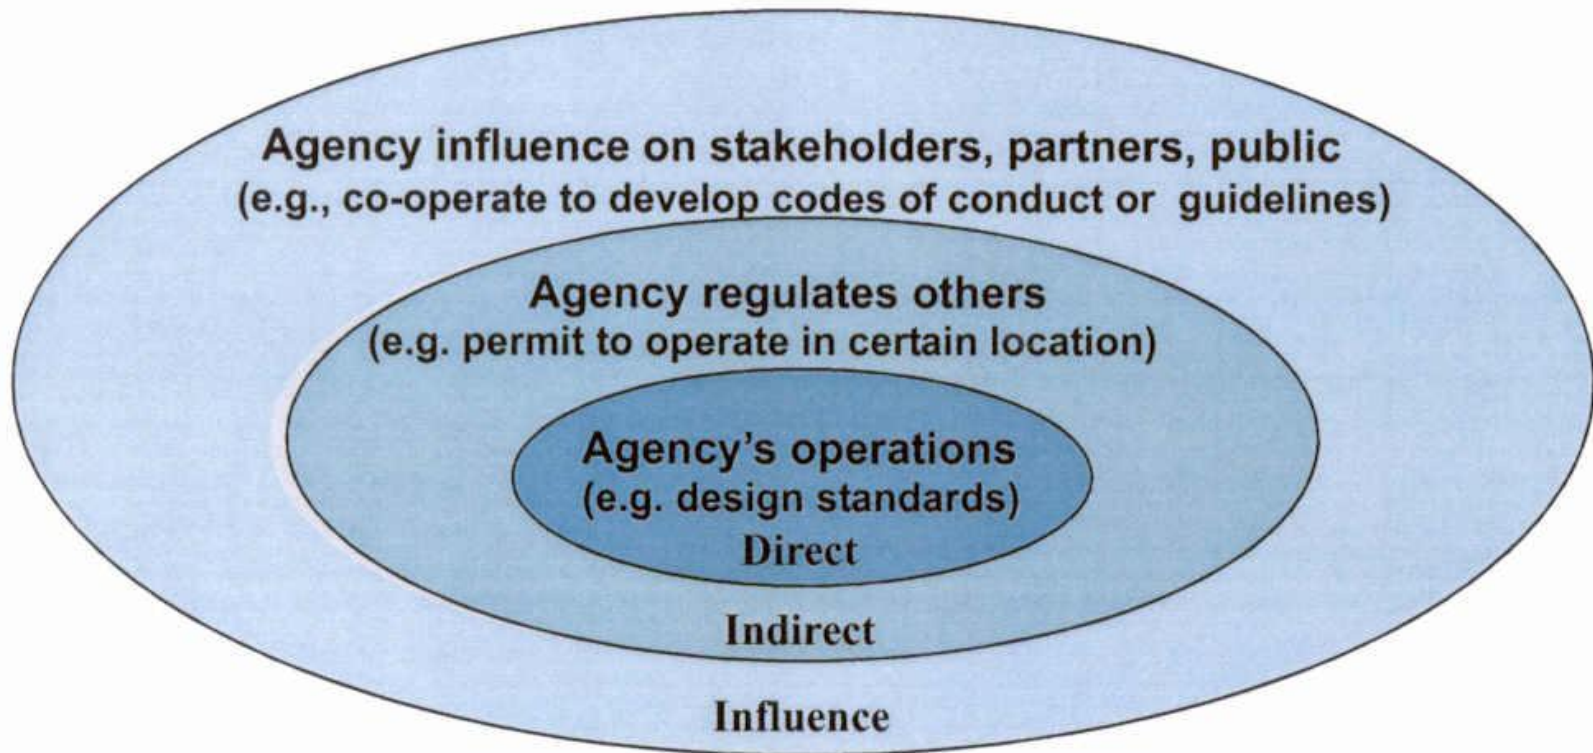 Agency influence on stakeholders, partners, public
(e.g., co-operate to develop codes of conduct or guidelines)
Agency regulates others
(e.g. permit to operate in certain location)
Agency's operations
(e.g. design standards)
Direct
Indirect
Influence